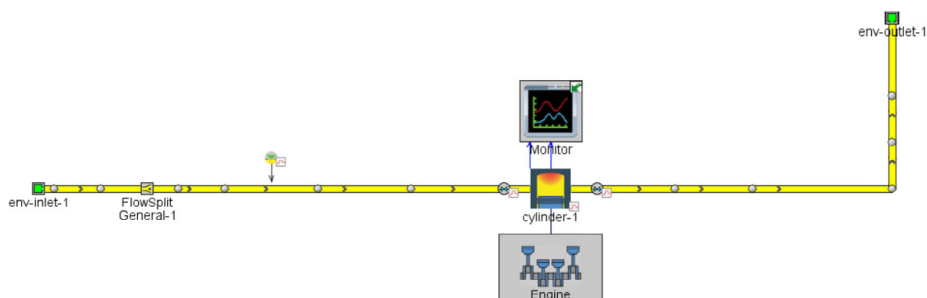 env-outlet-1
Monitor
env-inlet-1
FlowSplit
General-1
cylinder-1
Engine